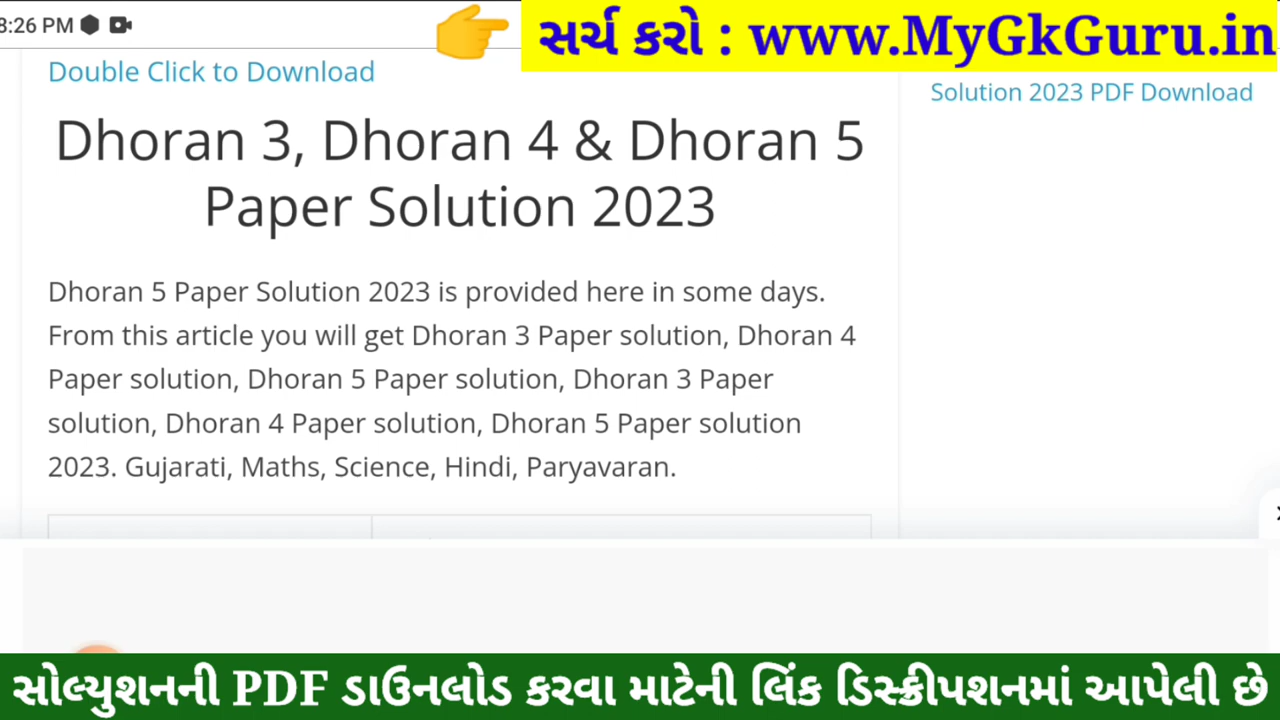 8:26 PM
સર્ચ કરો : www.MyGkGuru.in
Double Click to Download
Solution 2023 PDF Download
Dhoran 3, Dhoran 4 & Dhoran 5
Paper Solution 2023
Dhoran 5 Paper Solution 2023 is provided here in some days.
From this article you will get Dhoran 3 Paper solution, Dhoran 4
Paper solution, Dhoran 5 Paper solution, Dhoran 3 Paper
solution, Dhoran 4 Paper solution, Dhoran 5 Paper solution
2023. Gujarati, Maths, Science, Hindi, Paryavaran.
સોલ્યુશનની PDF ડાઉનલોડ કરવા માટેની લિંક ડિસ્ક્રીપશનમાં આપેલી છે